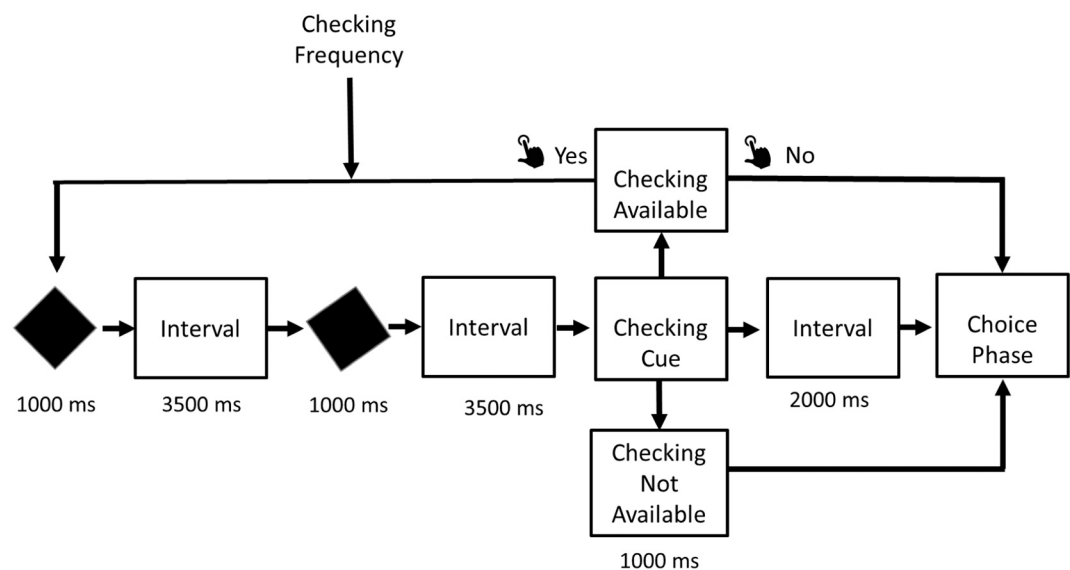 Checking
Frequency
Yes
No
Checking
Available
Interval
Interval
Checking
Cue
Interval
Choice
Phase
1000 ms
3500 ms
1000 ms
3500 ms
2000 ms
Checking
Not
Available
1000 ms